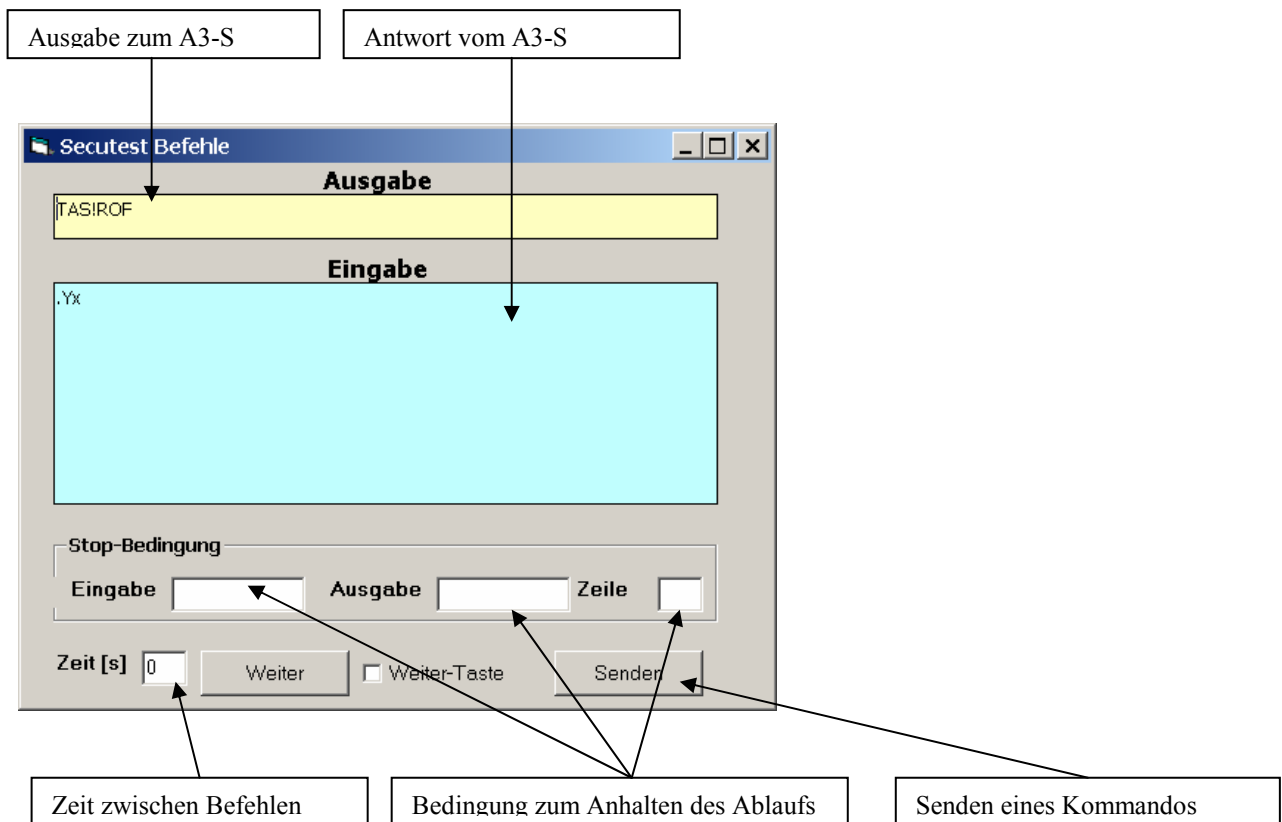 Ausgabe zum A3-S
Antwort vom A3-S
Secutest Befehle
Ausgabe
TAS!ROF
Eingabe
.Yx
Stop-Bedingung
Eingabe
Ausgabe
Zeile
Zeit [s]
0
Weiter
Weiter-Taste
Senden
Zeit zwischen Befehlen
Bedingung zum Anhalten des Ablaufs
Senden eines Kommandos